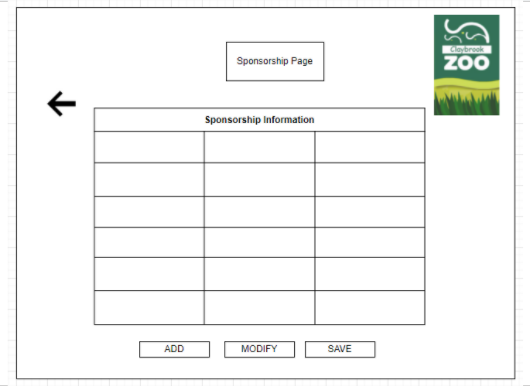 Sponsorship Page
Claybrook
ZOO
Sponsorship Information
ADD
MODIFY
SAVE